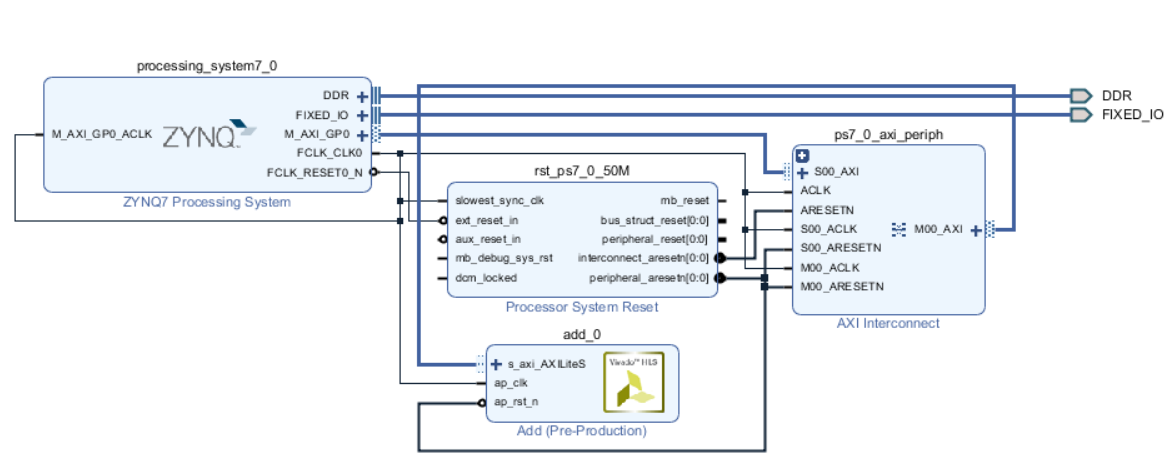 processing_system7_0
DDR
FIXED_IO
M_AXI_GP0_ACLK
ZYNQ
M_AXI_GP0
FCLK_CLK0
FCLK_RESET0_N
ZYNQ7 Processing System
DDR
FIXED_IO
rst_ps7_0_50M
slowest_sync_clk
mb_reset
ext_reset_in
bus_struct_reset[0:0]
aux_reset_in
peripheral_reset[0:0]
mb_debug_sys_rst
interconnect_aresetn[0:0]
dcm_locked
peripheral_aresetn[0:0]
Processor System Reset
ps7_0_axi_periph
S00_AXI
ACLK
ARESETN
S00_ACLK
M00_AXI
S00_ARESETN
M00_ACLK
M00_ARESETN
AXI Interconnect
add_0
s_axi_AXILiteS
Vivado™ HLS
ap_clk
ap_rst_n
Add (Pre-Production)